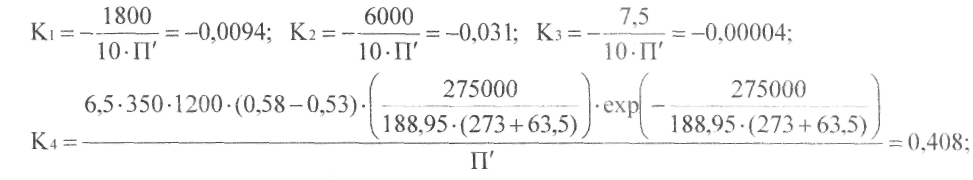 K₁ = −1800/(10·П′) = −0,0094; K₂ = −6000/(10·П′) = −0,031; K₃ = −7,5/(10·П′) = −0,00004;
K₄ = 6,5·350·1200·(0,58−0,53)·(275000/(188,95·(273+63,5)))·exp(−275000/(188,95·(273+63,5)))/П′ = 0,408;